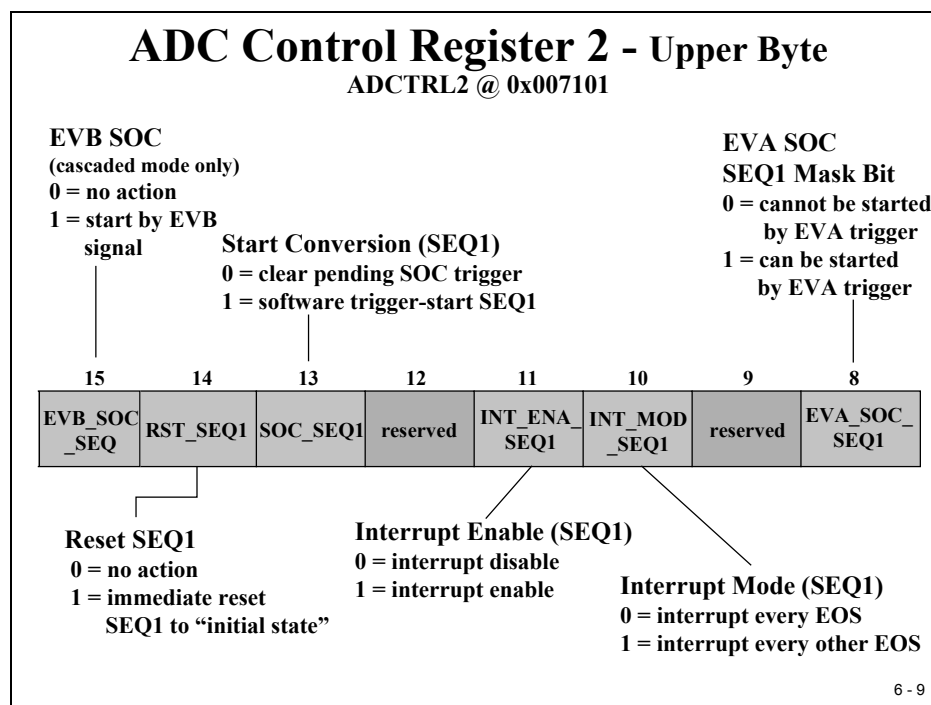 ADC Control Register 2 - Upper Byte
ADCTRL2 @ 0x007101
EVB SOC
(cascaded mode only)
0 = no action
1 = start by EVB
signal
Start Conversion (SEQ1)
0 = clear pending SOC trigger
1 = software trigger-start SEQ1
EVA SOC
SEQ1 Mask Bit
0 = cannot be started
by EVA trigger
1 = can be started
by EVA trigger
15 14 13 12 11 10 9 8
EVB_SOC
_SEQ
RST_SEQ1
SOC_SEQ1
reserved
INT_ENA_
SEQ1
INT_MOD
_SEQ1
reserved
EVA_SOC_
SEQ1
Reset SEQ1
0 = no action
1 = immediate reset
SEQ1 to “initial state”
Interrupt Enable (SEQ1)
0 = interrupt disable
1 = interrupt enable
Interrupt Mode (SEQ1)
0 = interrupt every EOS
1 = interrupt every other EOS
6 - 9